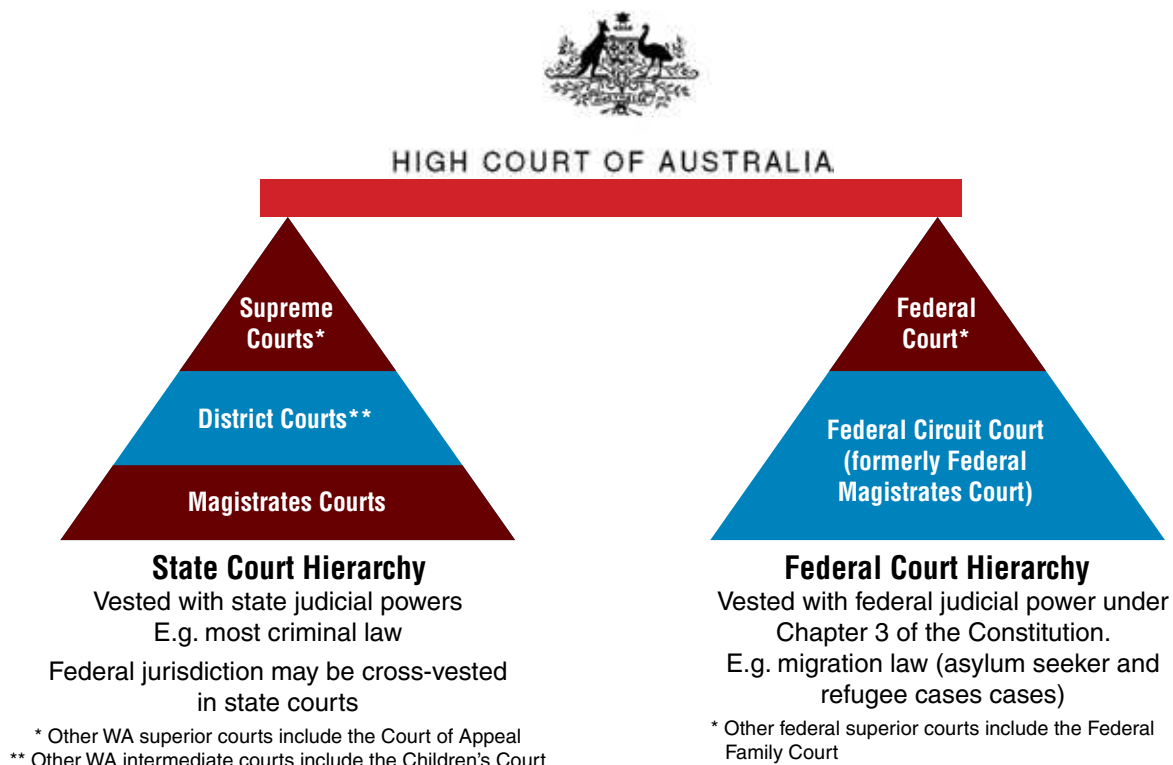 HIGH COURT OF AUSTRALIA
Supreme
Courts*
District Courts**
Magistrates Courts
State Court Hierarchy
Vested with state judicial powers
E.g. most criminal law
Federal jurisdiction may be cross-vested
in state courts
* Other WA superior courts include the Court of Appeal
** Other WA intermediate courts include the Children's Court
Federal
Court*
Federal Circuit Court
(formerly Federal
Magistrates Court)
Federal Court Hierarchy
Vested with federal judicial power under
Chapter 3 of the Constitution.
E.g. migration law (asylum seeker and
refugee cases cases)
* Other federal superior courts include the Federal
Family Court